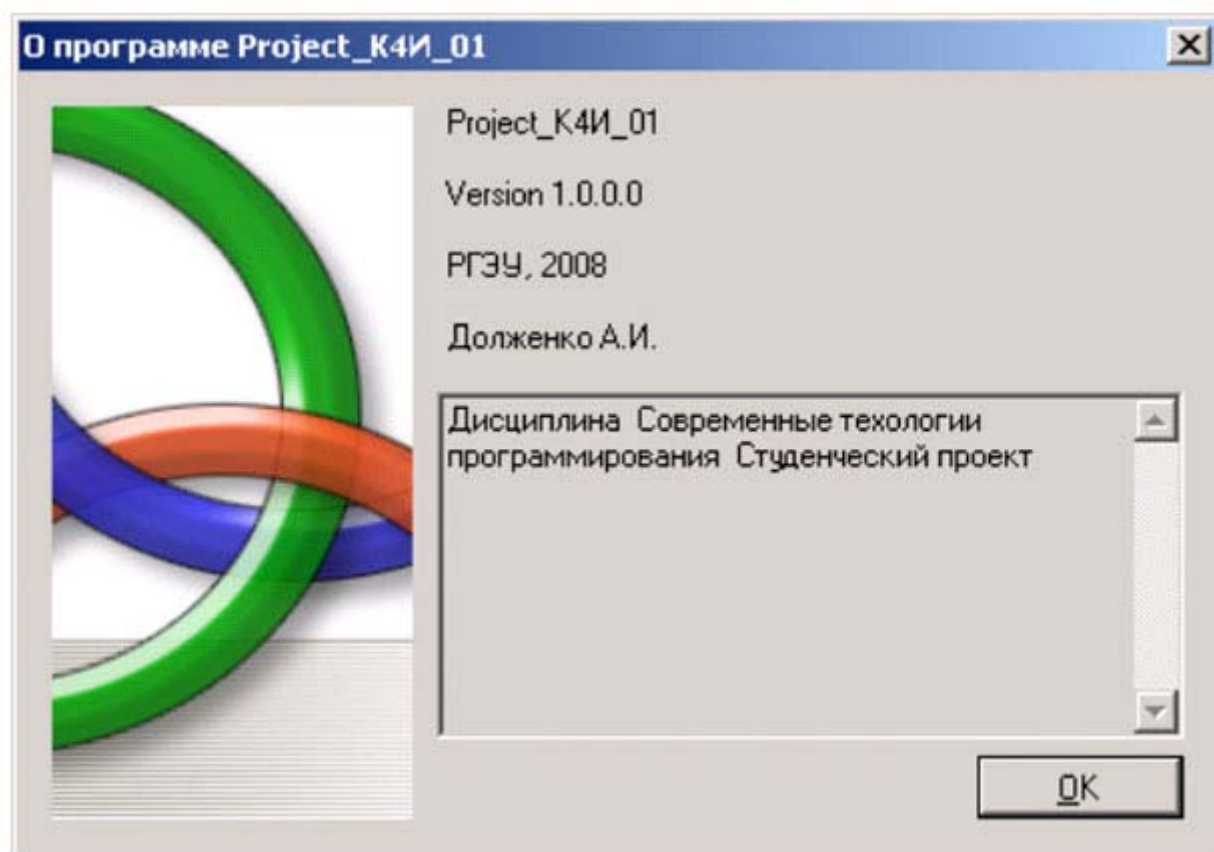 О программе Project_К4И_01
Project_К4И_01
Version 1.0.0.0
РГЭУ, 2008
Долженко А.И.
Дисциплина Современные техологии
программирования Студенческий проект
OK